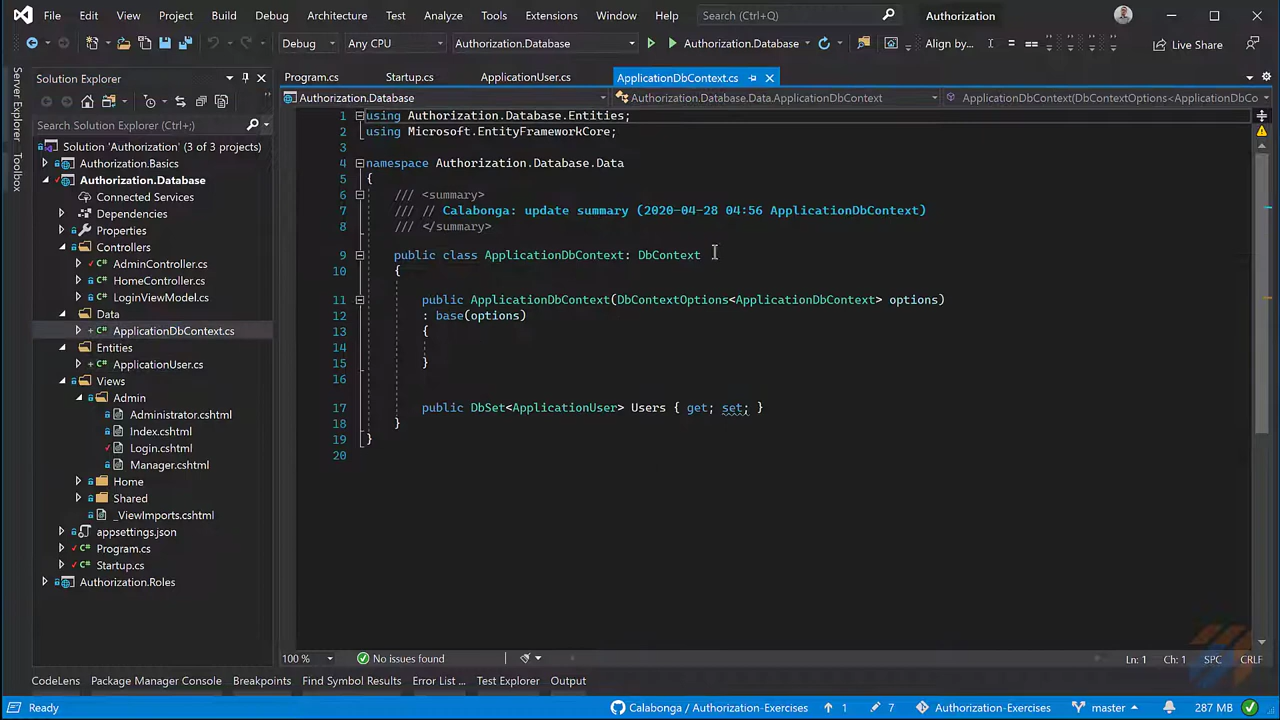 File Edit View Project Build Debug Architecture Test Analyze Tools Extensions Window Help Search (Ctrl+Q) Authorization
Debug Any CPU Authorization.Database Authorization.Database Align by... Live Share
Server Explorer
Toolbox
Solution Explorer
Search Solution Explorer (Ctrl+;)
Solution 'Authorization' (3 of 3 projects)
Authorization.Basics
Authorization.Database
Connected Services
Dependencies
Properties
Controllers
AdminController.cs
HomeController.cs
LoginViewModel.cs
Data
ApplicationDbContext.cs
Entities
ApplicationUser.cs
Views
Admin
Administrator.cshtml
Index.cshtml
Login.cshtml
Manager.cshtml
Home
Shared
_ViewImports.cshtml
appsettings.json
Program.cs
Startup.cs
Authorization.Roles
Program.cs Startup.cs ApplicationUser.cs ApplicationDbContext.cs
Authorization.Database Authorization.Database.Data.ApplicationDbContext ApplicationDbContext(DbContextOptions<ApplicationDbCo
1 using Authorization.Database.Entities;
2 using Microsoft.EntityFrameworkCore;
3
4 namespace Authorization.Database.Data
5 {
6 /// <summary>
7 /// // Calabonga: update summary (2020-04-28 04:56 ApplicationDbContext)
8 /// </summary>
9 public class ApplicationDbContext: DbContext
10 {
11 public ApplicationDbContext(DbContextOptions<ApplicationDbContext> options)
12 : base(options)
13 {
14
15 }
16
17 public DbSet<ApplicationUser> Users { get; set; }
18 }
19 }
20
100 % No issues found Ln: 1 Ch: 1 SPC CRLF
CodeLens Package Manager Console Breakpoints Find Symbol Results Error List ... Test Explorer Output
Ready Calabonga / Authorization-Exercises 1 7 Authorization-Exercises master 287 MB